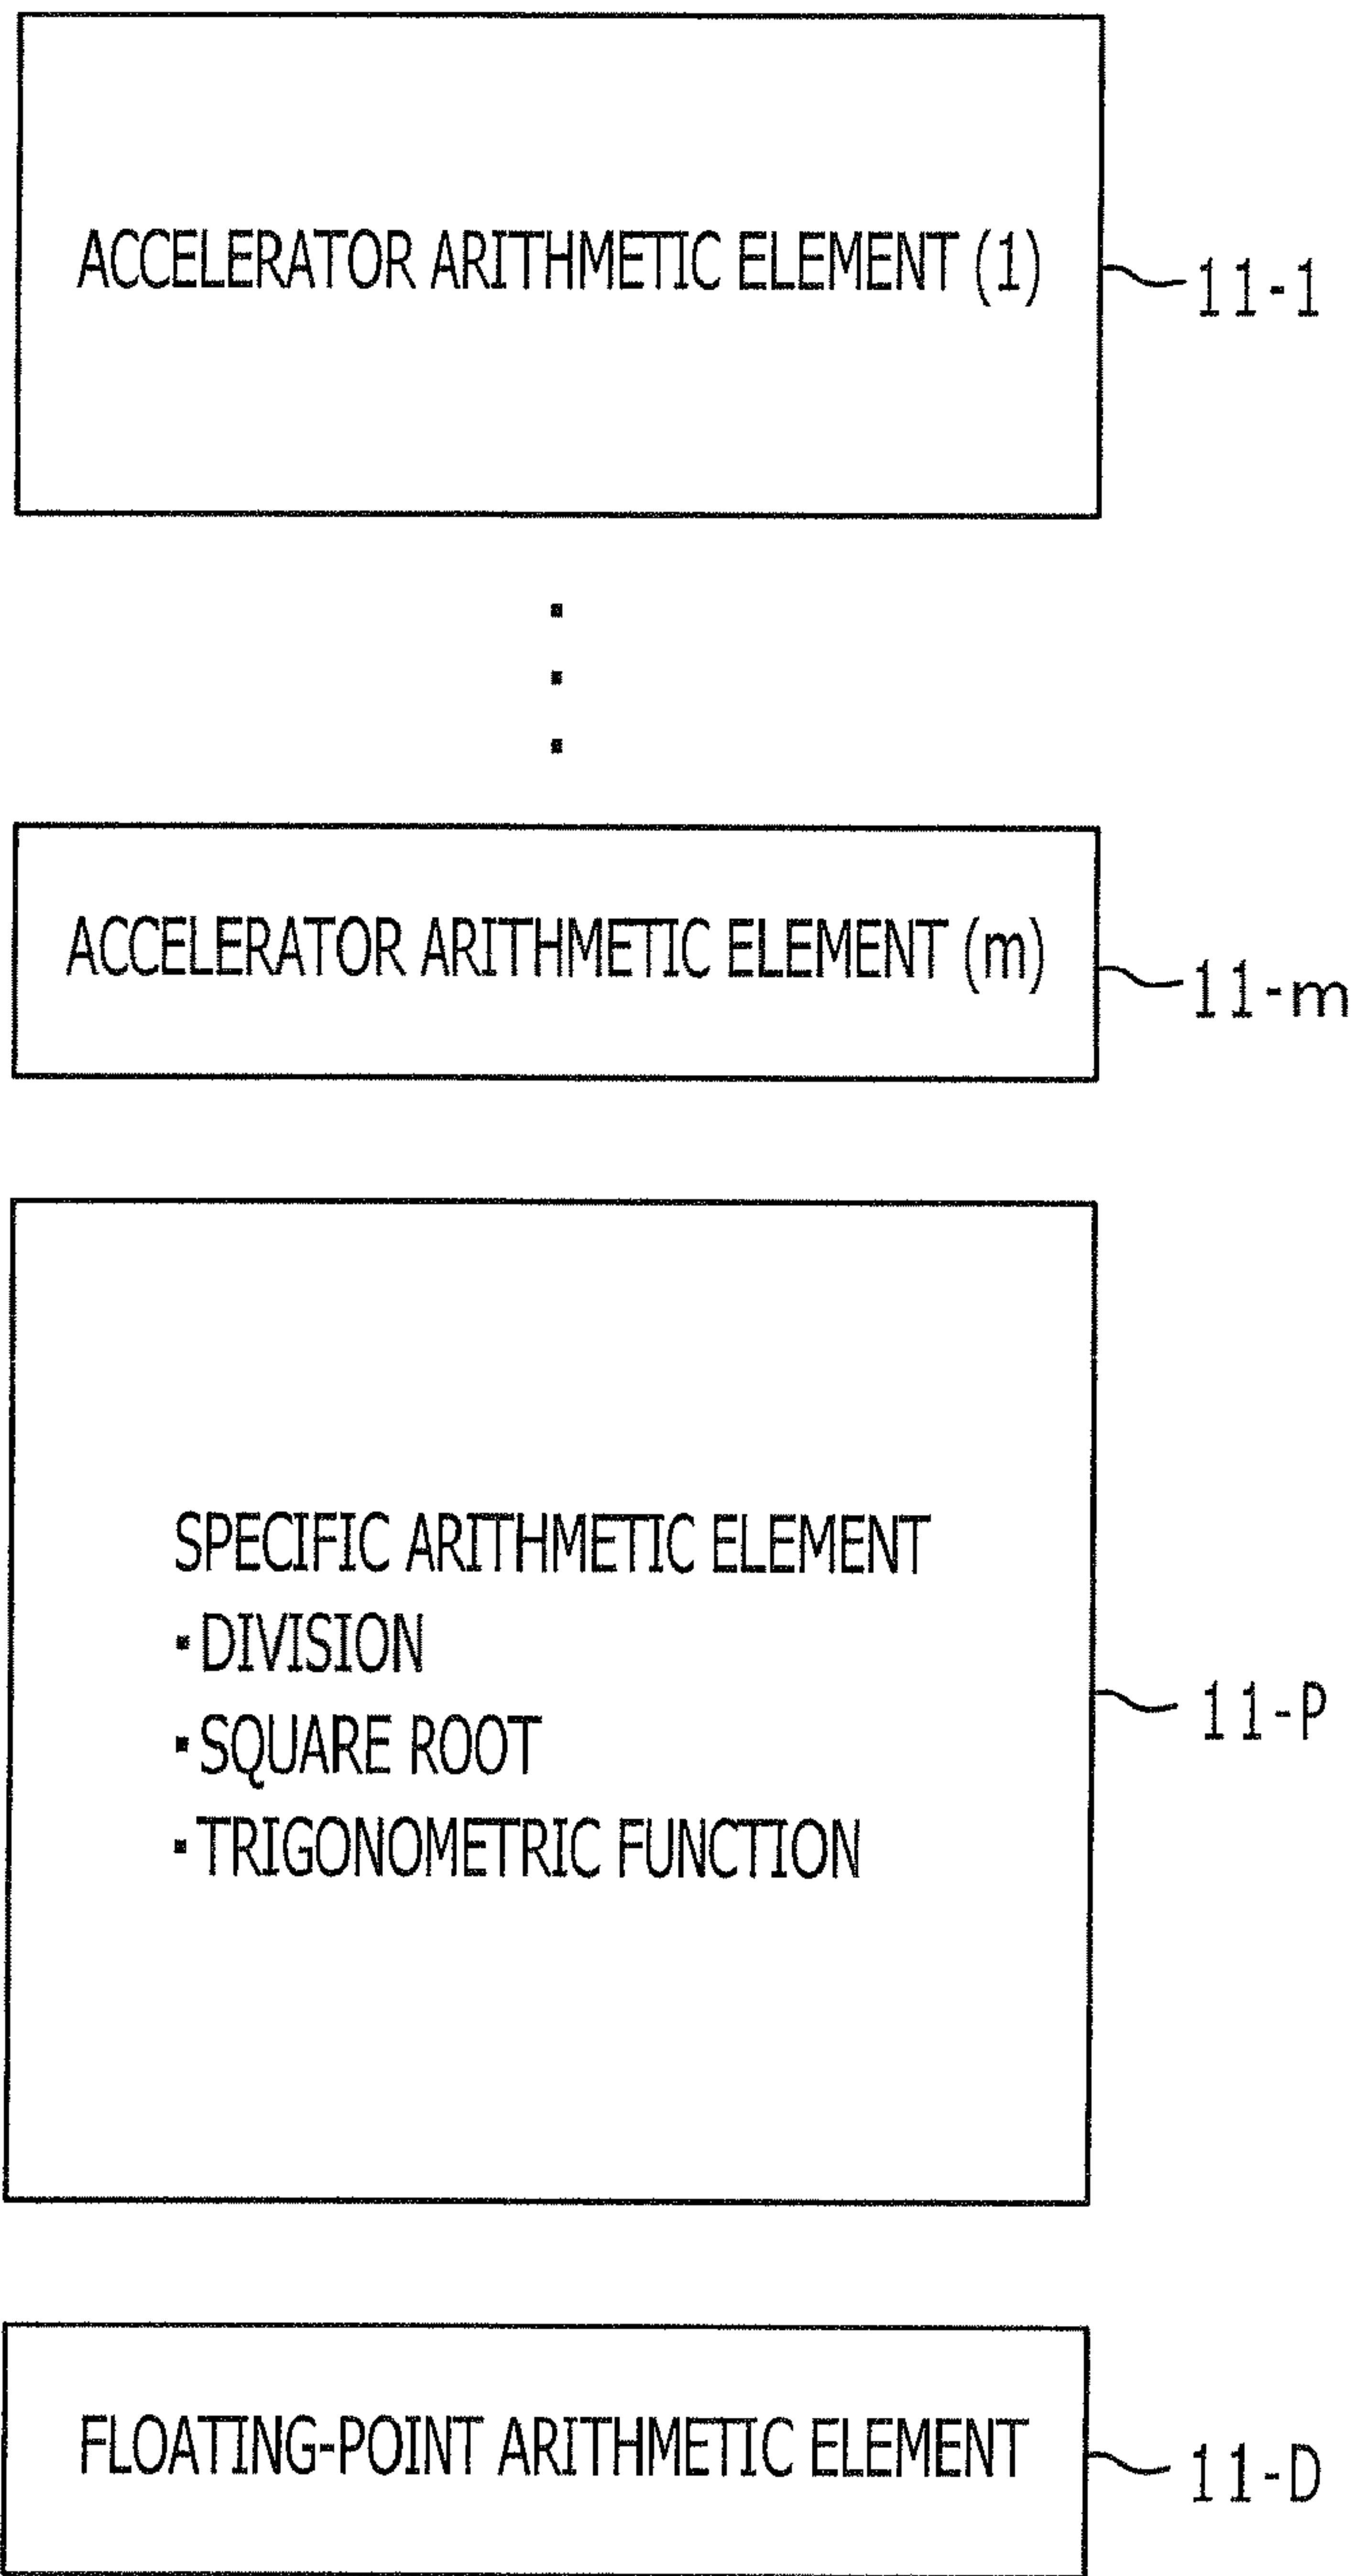 ACCELERATOR ARITHMETIC ELEMENT (1)
11-1
ACCELERATOR ARITHMETIC ELEMENT (m)
11-m
SPECIFIC ARITHMETIC ELEMENT
・DIVISION
・SQUARE ROOT
・TRIGONOMETRIC FUNCTION
11-P
FLOATING-POINT ARITHMETIC ELEMENT
11-D